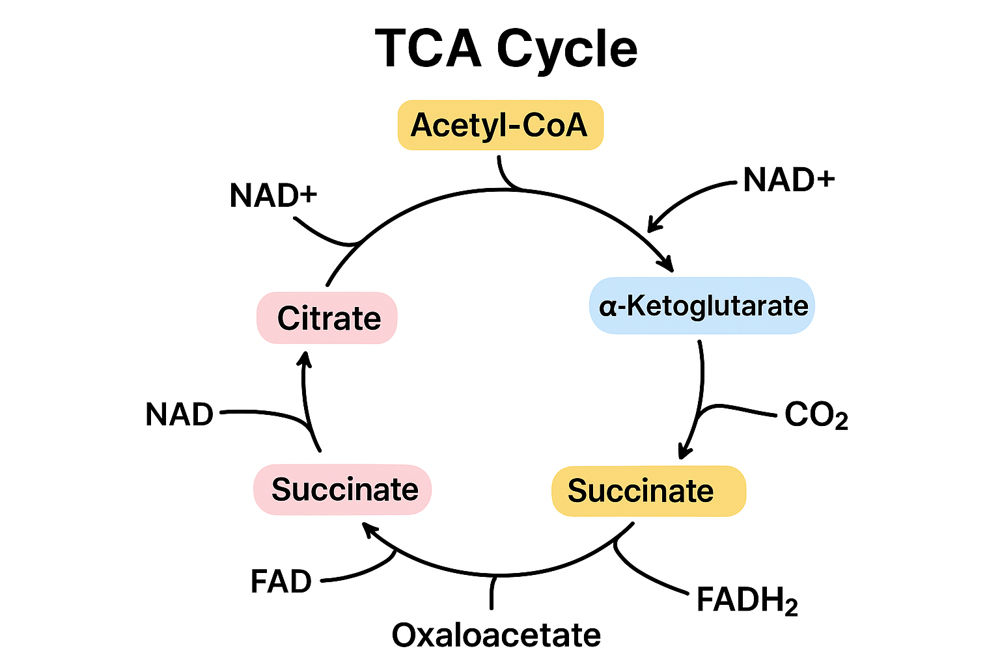 TCA Cycle
Acetyl-CoA
NAD+
NAD+
Citrate
α-Ketoglutarate
NAD
CO₂
Succinate
Succinate
FAD
FADH₂
Oxaloacetate